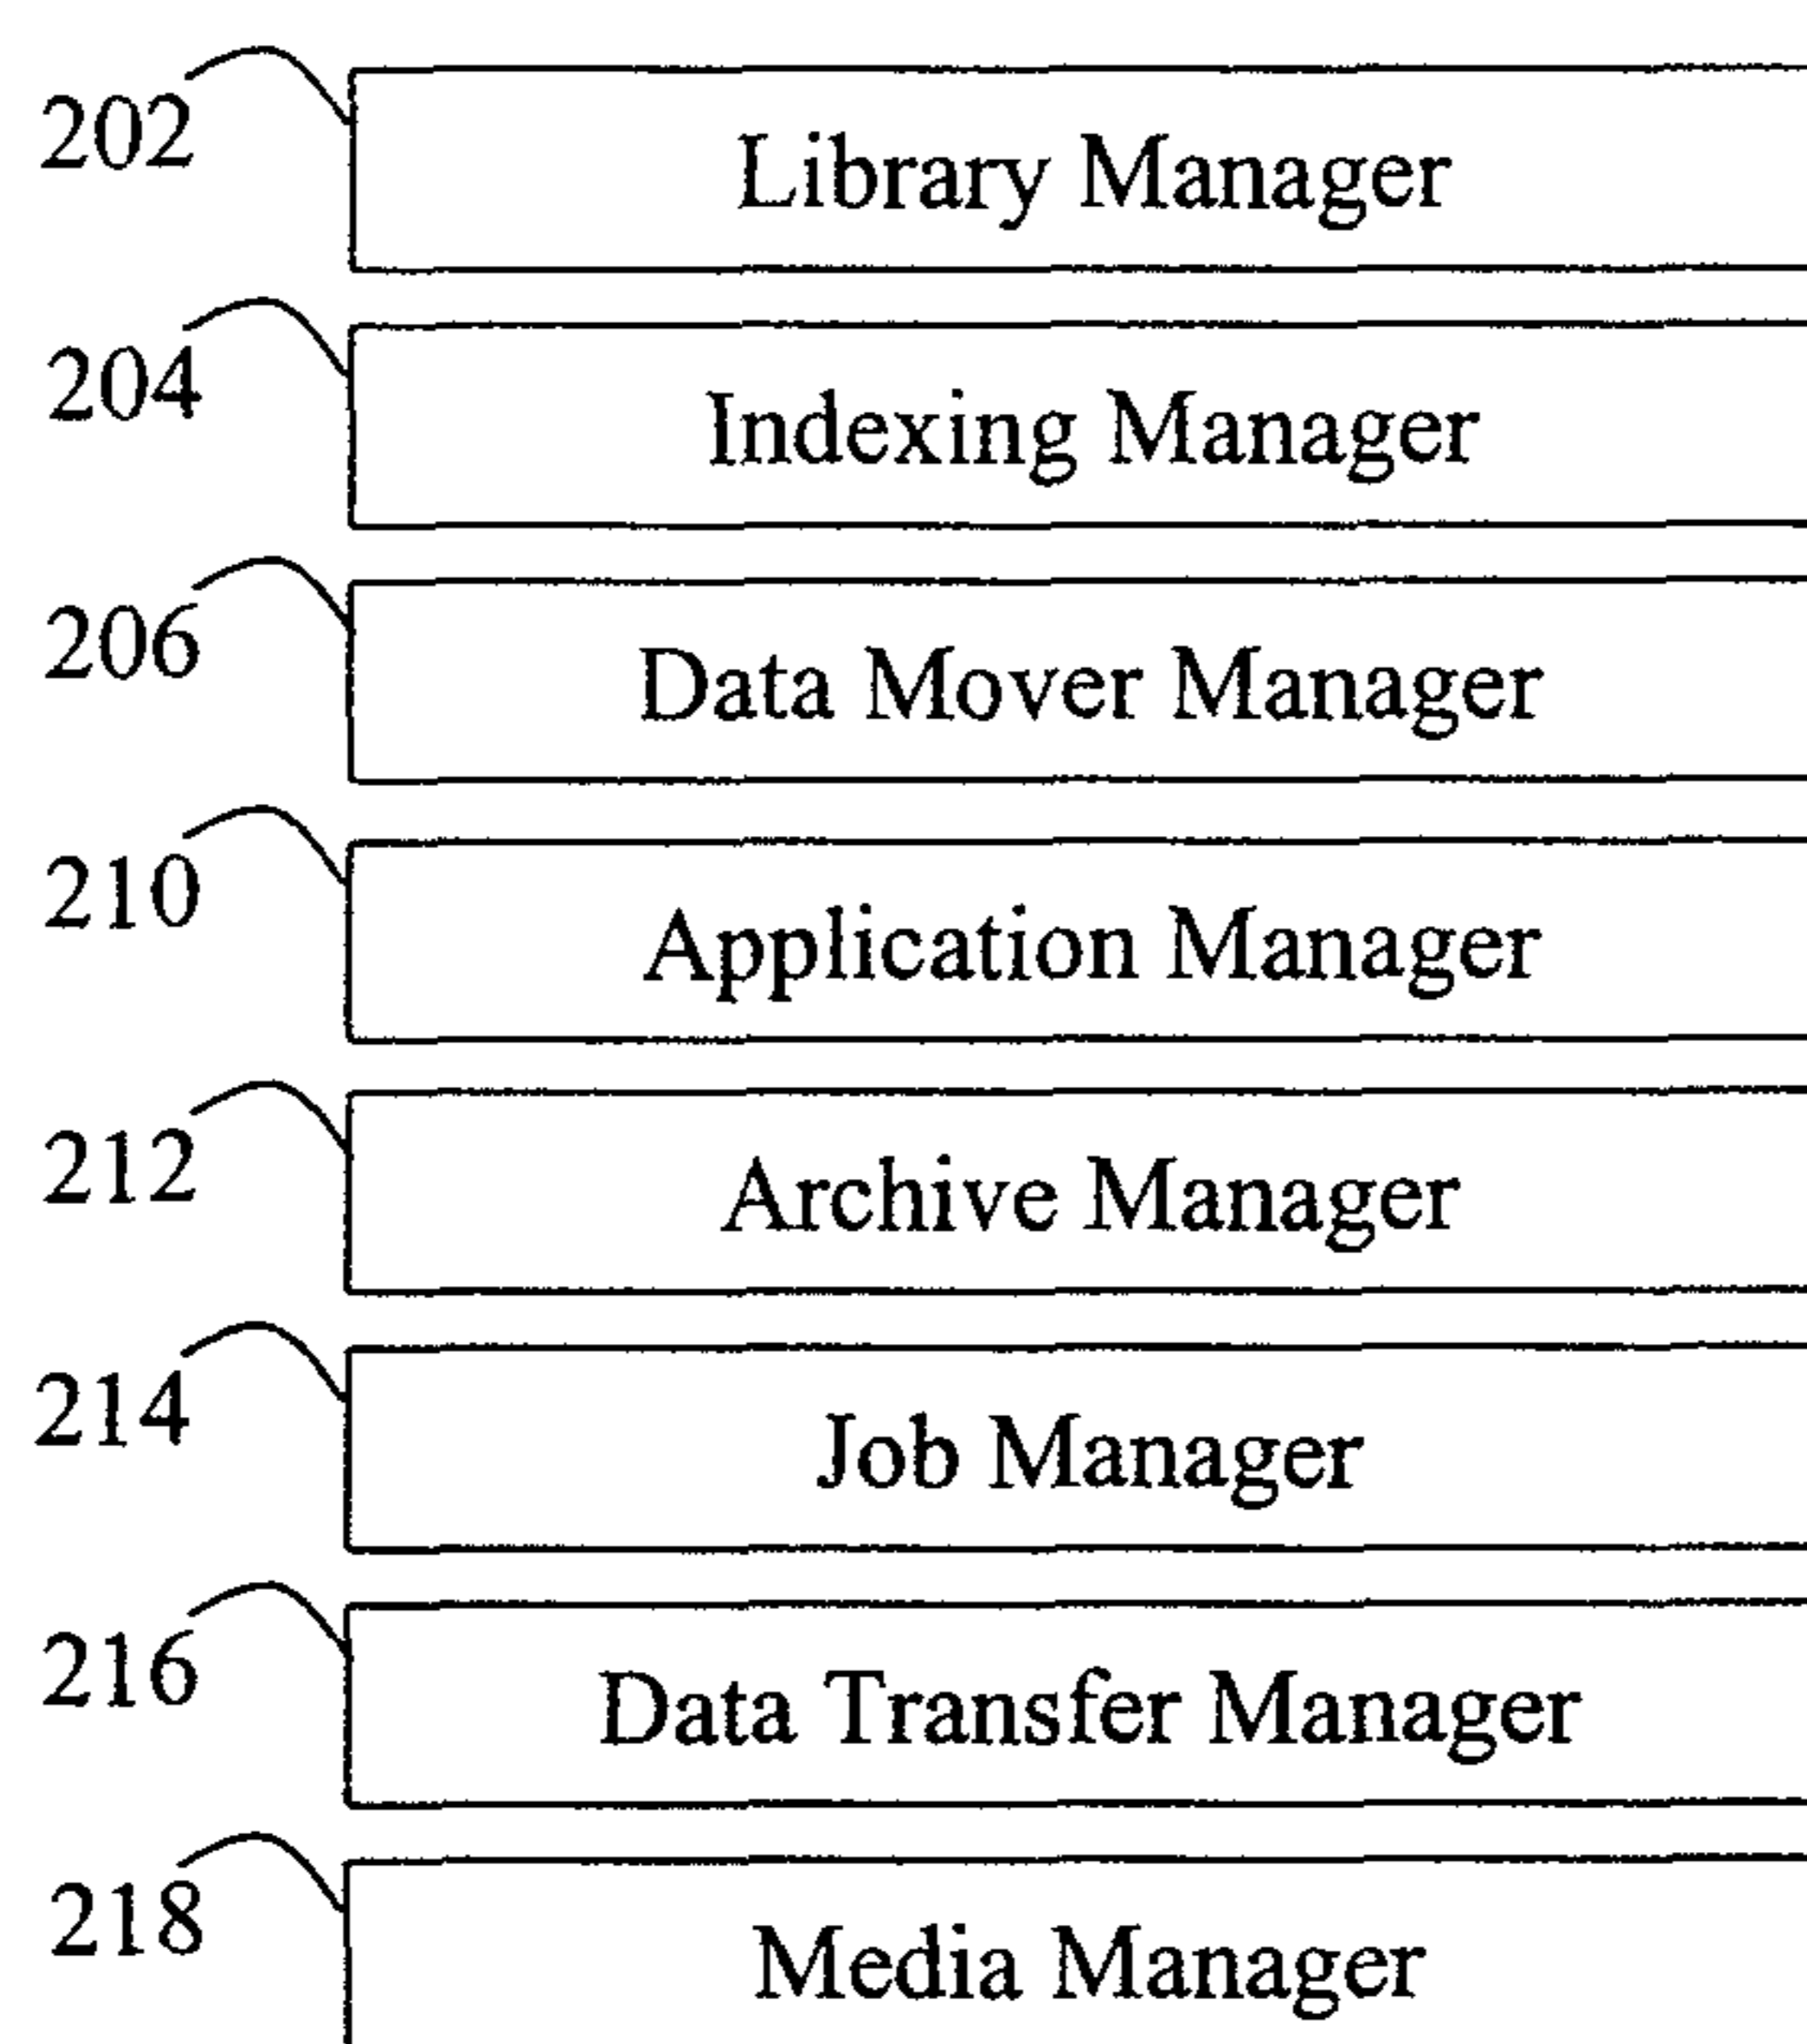 202
Library Manager
204
Indexing Manager
206
Data Mover Manager
210
Application Manager
212
Archive Manager
214
Job Manager
216
Data Transfer Manager
218
Media Manager